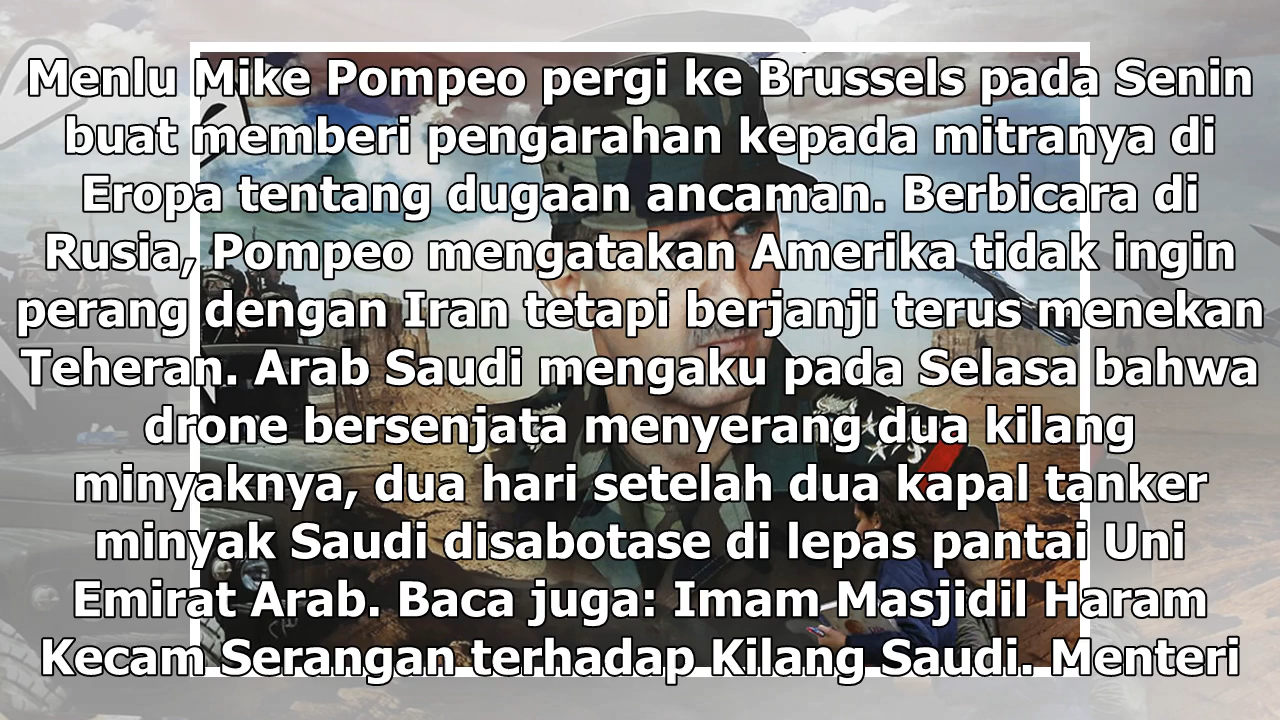 Menlu Mike Pompeo pergi ke Brussels pada Senin
buat memberi pengarahan kepada mitranya di
Eropa tentang dugaan ancaman. Berbicara di
Rusia, Pompeo mengatakan Amerika tidak ingin
perang dengan Iran tetapi berjanji terus menekan
Teheran. Arab Saudi mengaku pada Selasa bahwa
drone bersenjata menyerang dua kilang
minyaknya, dua hari setelah dua kapal tanker
minyak Saudi disabotase di lepas pantai Uni
Emirat Arab. Baca juga: Imam Masjidil Haram
Kecam Serangan terhadap Kilang Saudi. Menteri